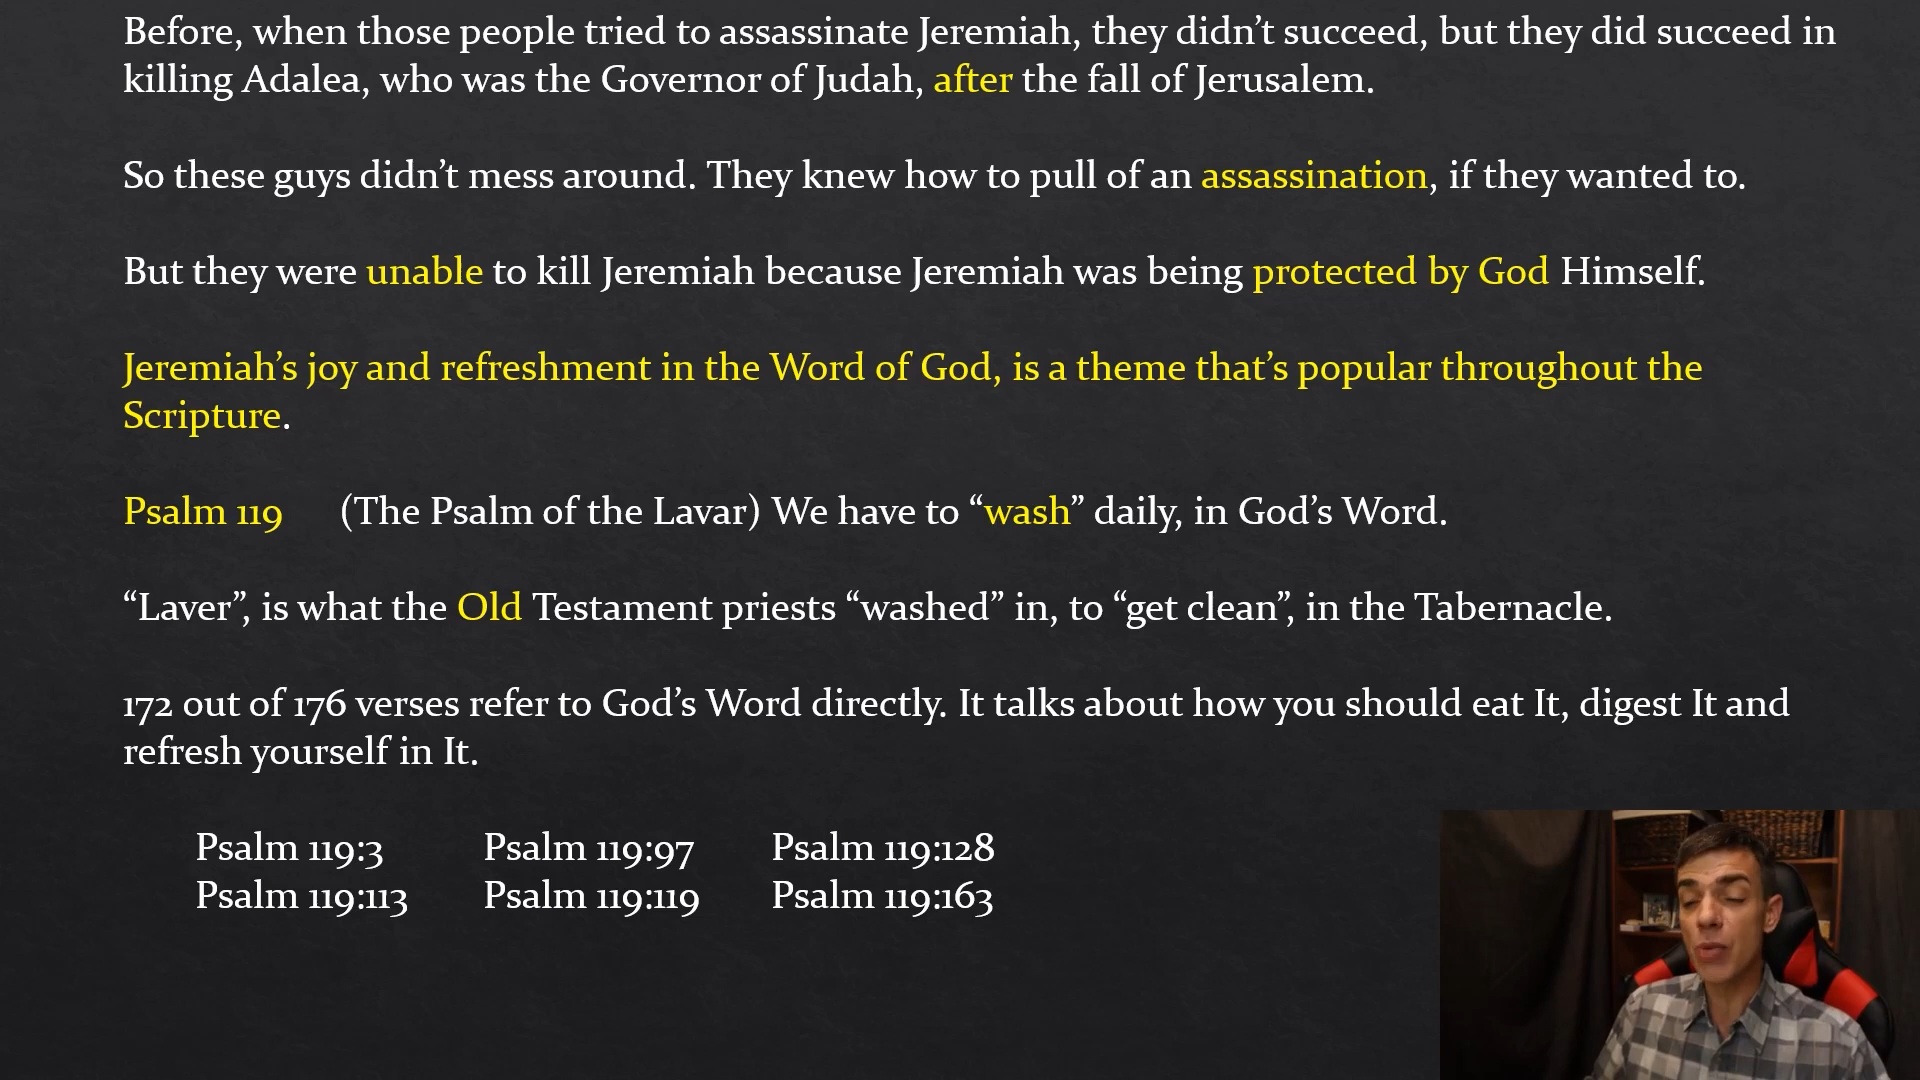 Before, when those people tried to assassinate Jeremiah, they didn’t succeed, but they did succeed in
killing Adalea, who was the Governor of Judah, after the fall of Jerusalem.
So these guys didn’t mess around. They knew how to pull of an assassination, if they wanted to.
But they were unable to kill Jeremiah because Jeremiah was being protected by God Himself.
Jeremiah’s joy and refreshment in the Word of God, is a theme that’s popular throughout the
Scripture.
Psalm 119 (The Psalm of the Lavar) We have to “wash” daily, in God’s Word.
“Laver”, is what the Old Testament priests “washed” in, to “get clean”, in the Tabernacle.
172 out of 176 verses refer to God’s Word directly. It talks about how you should eat It, digest It and
refresh yourself in It.
Psalm 119:3 Psalm 119:97 Psalm 119:128
Psalm 119:113 Psalm 119:119 Psalm 119:163